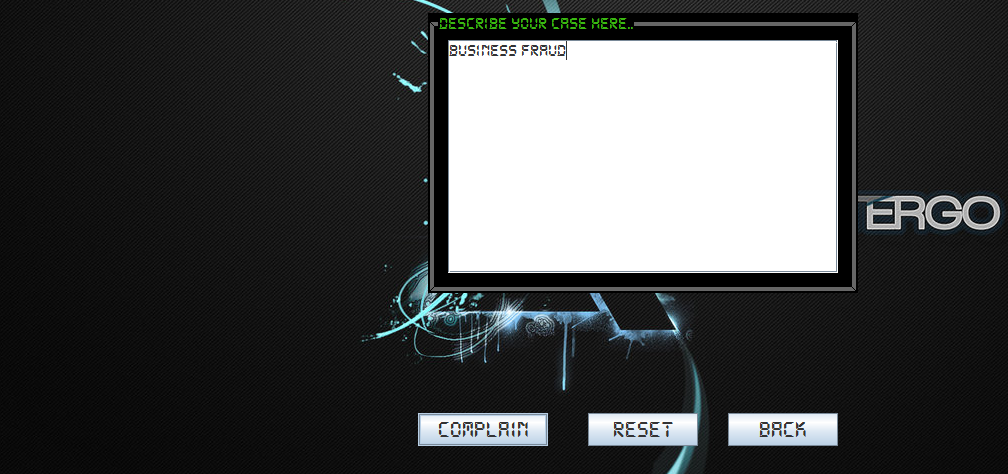 DESCRIBE YOUR CASE HERE..
BUSINESS FRAUD
TERGO
COMPLAIN
RESET
BACK